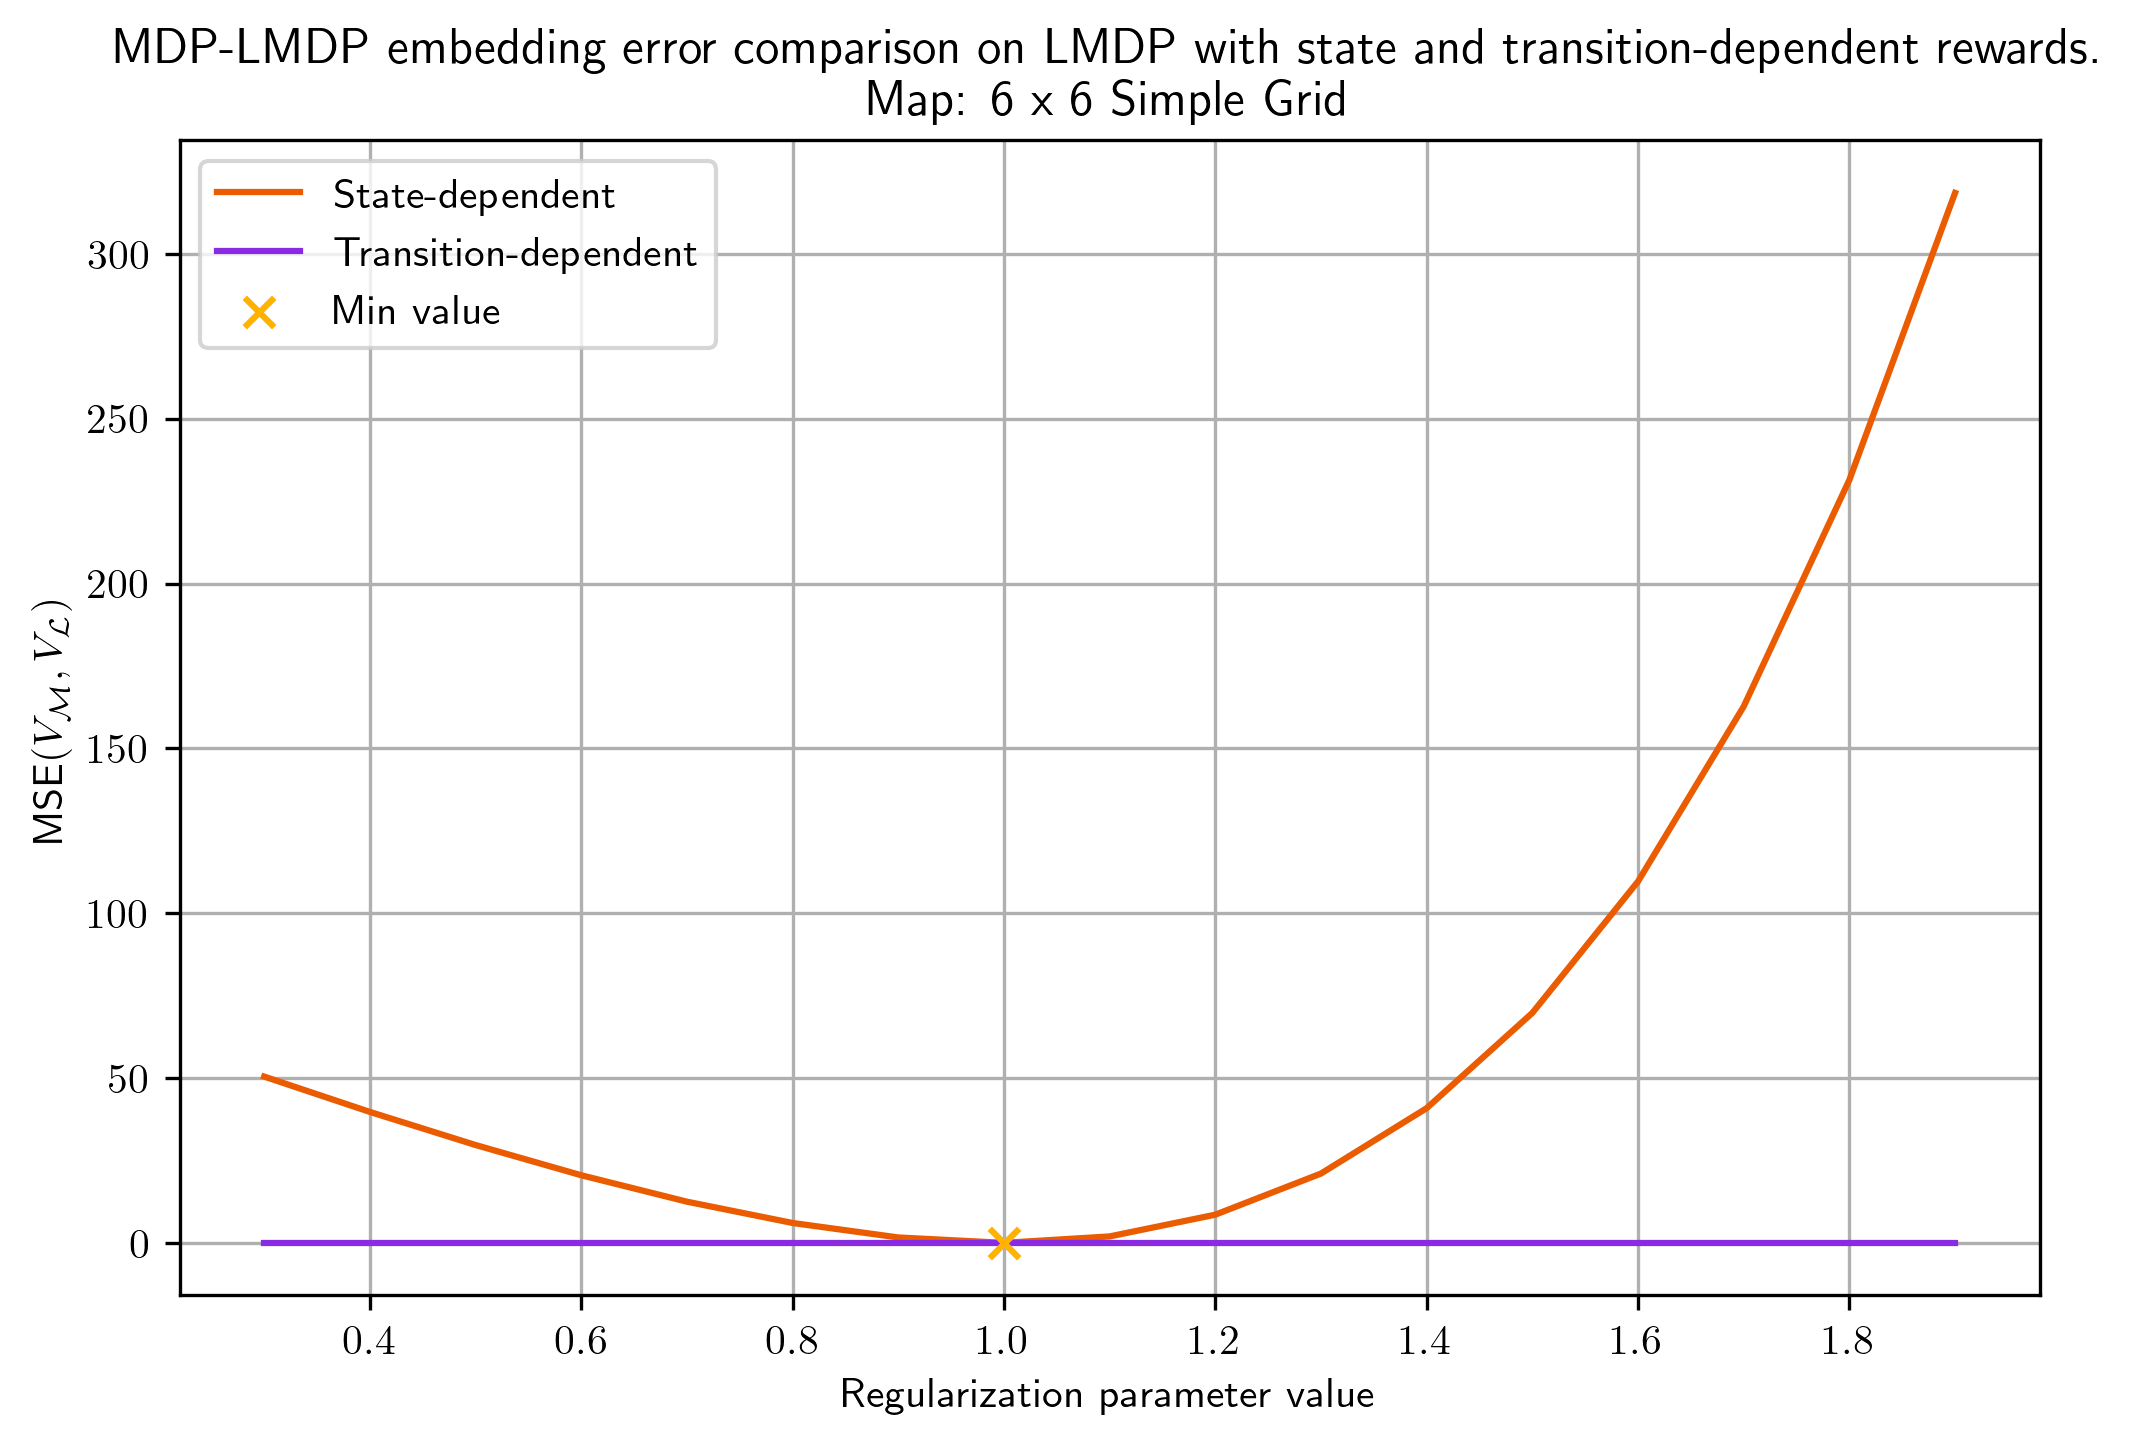 MDP-LMDP embedding error comparison on LMDP with state and transition-dependent rewards.
Map: 6 x 6 Simple Grid
State-dependent
Transition-dependent
Min value
300
250
200
150
100
50
0
MSE(V_ℳ, V_ℒ)
0.4 0.6 0.8 1.0 1.2 1.4 1.6 1.8
Regularization parameter value